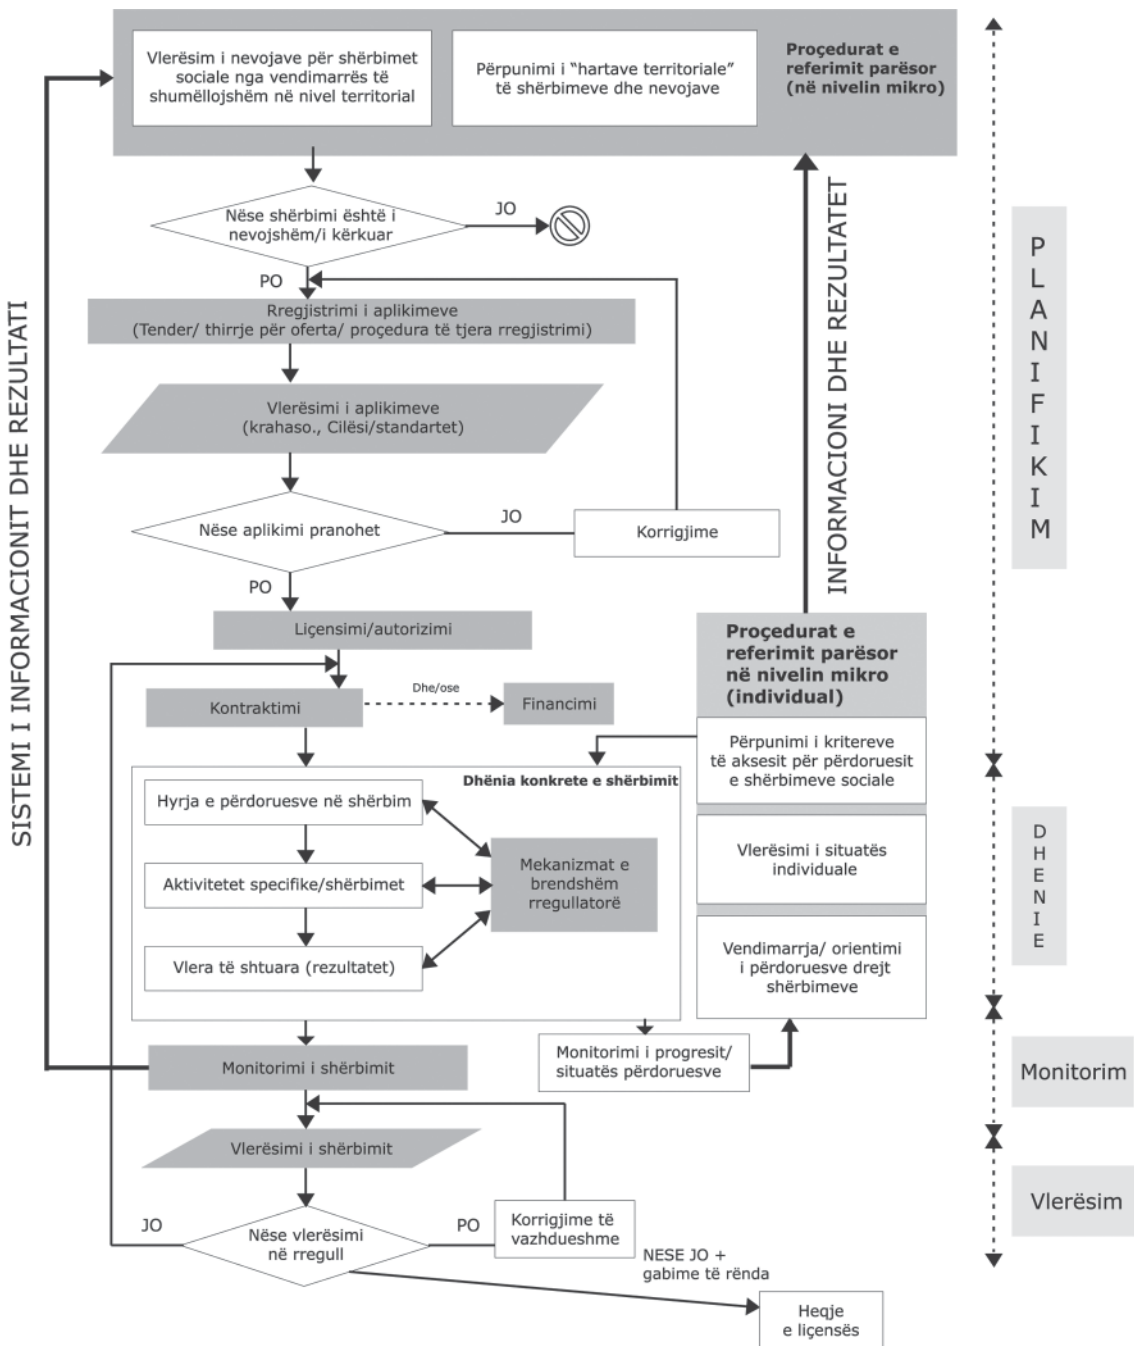 Vlerësim i nevojave për shërbimet
sociale nga vendimarrës të
shumëllojshëm në nivel territorial
Përpunimi i “hartave territoriale”
të shërbimeve dhe nevojave
Proçedurat e
referimit parësor
(në nivelin mikro)
Nëse shërbimi është i
nevojshëm/i kërkuar
JO
PO
Rregjistrimi i aplikimeve
(Tender/ thirrje për oferta/ proçedura të tjera rregjistrimi)
Vlerësimi i aplikimeve
(krahaso., Cilësi/standartet)
Nëse aplikimi pranohet
JO
Korrigjime
PO
Liçensimi/autorizimi
Kontraktimi
Dhe/ose
Financimi
SISTEMI I INFORMACIONIT DHE REZULTATI
INFORMACIONI DHE REZULTATET
Proçedurat e
referimit parësor
në nivelin mikro
(individual)
Përpunimi i kritereve
të aksesit për përdoruesit
e shërbimeve sociale
Vlerësimi i situatës
individuale
Vendimarrja/ orientimi
i përdoruesve drejt
shërbimeve
Dhënia konkrete e shërbimit
Hyrja e përdoruesve në shërbim
Aktivitetet specifike/shërbimet
Vlera të shtuara (rezultatet)
Mekanizmat e
brendshëm
rregullatorë
Monitorimi i shërbimit
Monitorimi i progresit/
situatës përdoruesve
Vlerësimi i shërbimit
Nëse vlerësimi
në rregull
JO
PO
Korrigjime të
vazhdueshme
NESE JO +
gabime të rënda
Heqje
e liçensës
PLANIFIKIM
DHENIE
Monitorim
Vlerësim